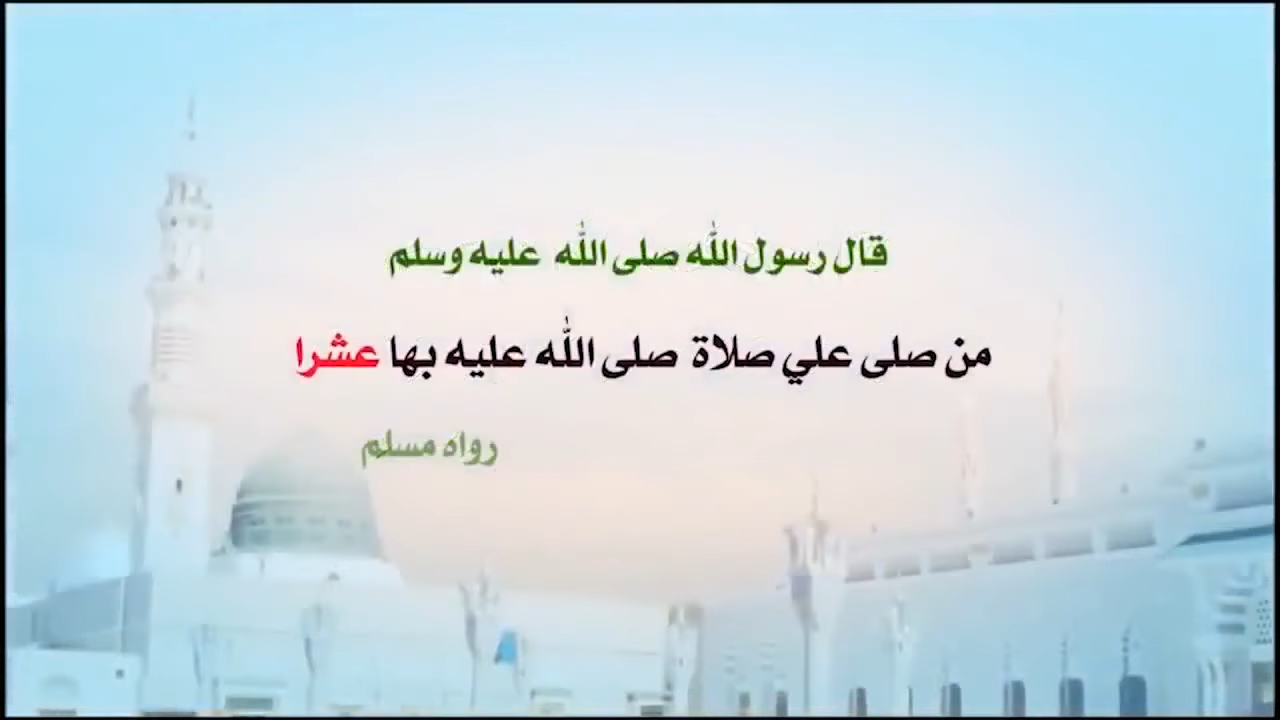 قال رسول الله صلى الله عليه وسلم
من صلى علي صلاة صلى الله عليه بها عشرا
رواه مسلم